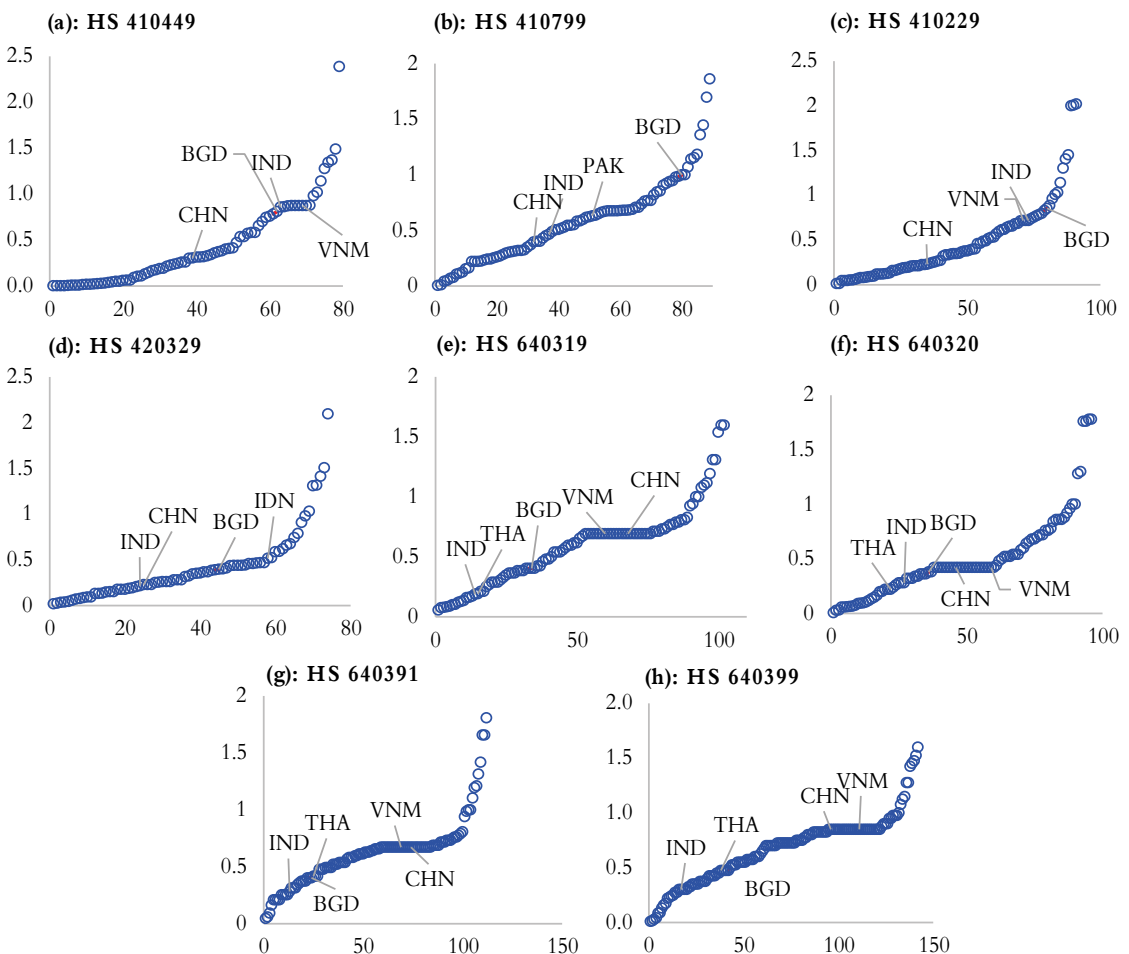 (a): HS 410449
2.5
2.0
1.5
1.0
0.5
0.0
BGD
IND
CHN
VNM
0
20
40
60
80
(b): HS 410799
2
1.5
1
0.5
0
BGD
PAK
IND
CHN
0
20
40
60
80
(c): HS 410229
2.5
2
1.5
1
0.5
0
IND
VNM
CHN
BGD
0
50
100
(d): HS 420329
2.5
2
1.5
1
0.5
0
IDN
CHN
BGD
IND
0
20
40
60
80
(e): HS 640319
2
1.5
1
0.5
0
CHN
VNM
BGD
THA
IND
0
50
100
(f): HS 640320
2
1.5
1
0.5
0
IND
BGD
THA
CHN
VNM
0
50
100
(g): HS 640391
2
1.5
1
0.5
0
VNM
THA
IND
CHN
BGD
0
50
100
150
(h): HS 640399
2.0
1.5
1.0
0.5
0.0
VNM
CHN
THA
IND
BGD
0
50
100
150